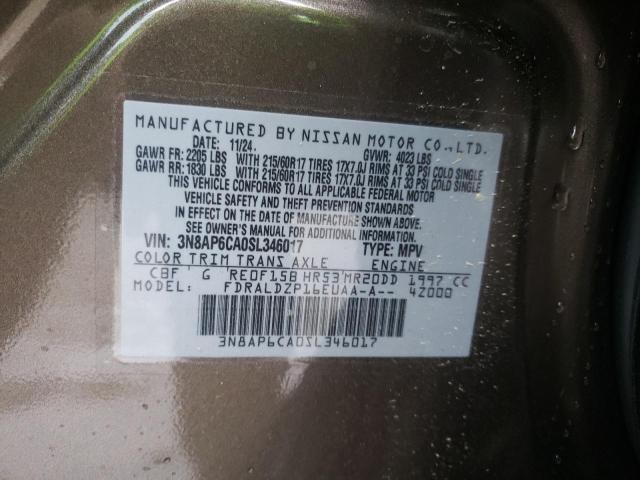 MANUFACTURED BY NISSAN MOTOR CO., LTD.
DATE: 11/24. GVWR: 4023 LBS
GAWR FR: 2205 LBS WITH 215/60R17 TIRES 17X7.0J RIMS AT 33 PSI COLD SINGLE
GAWR RR: 1830 LBS WITH 215/60R17 TIRES 17X7.0J RIMS AT 33 PSI COLD SINGLE
THIS VEHICLE CONFORMS TO ALL APPLICABLE FEDERAL MOTOR
VEHICLE SAFETY AND THEFT PREVENTION STANDARDS
IN EFFECT ON THE DATE OF MANUFACTURE SHOWN ABOVE.
SEE OWNER'S MANUAL FOR ADDITIONAL INFORMATION.
VIN: 3N8AP6CA0SL346017 TYPE: MPV
COLOR TRIM TRANS AXLE ENGINE
CBF G RE0F15B HR53 MR20DD 1997 CC
MODEL: FDRALDZP16EUAA-A-- 4Z000
3N8AP6CA0SL346017